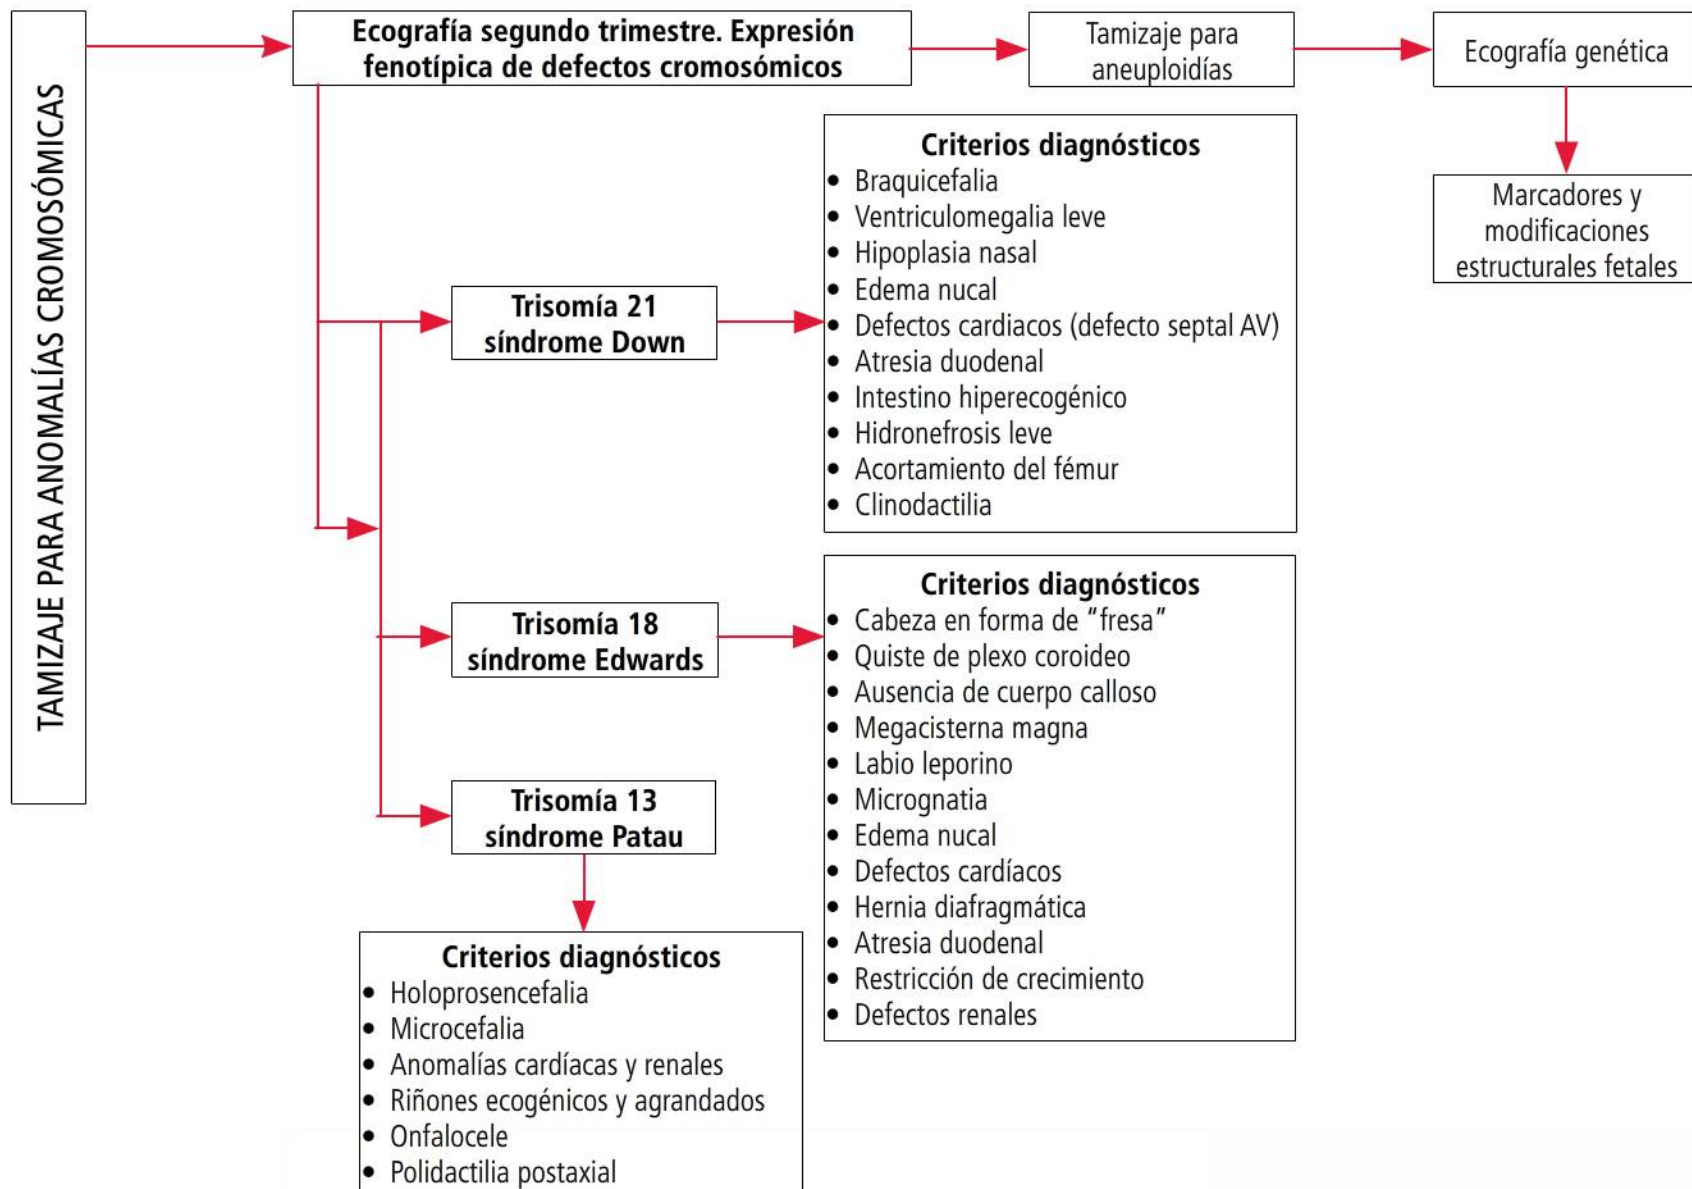 TAMIZAJE PARA ANOMALÍAS CROMOSÓMICAS
Ecografía segundo trimestre. Expresión
fenotípica de defectos cromosómicos
Tamizaje para
aneuploidías
Ecografía genética
Marcadores y
modificaciones
estructurales fetales
Trisomía 21
síndrome Down
Criterios diagnósticos
• Braquicefalia
• Ventriculomegalia leve
• Hipoplasia nasal
• Edema nucal
• Defectos cardiacos (defecto septal AV)
• Atresia duodenal
• Intestino hiperecogénico
• Hidronefrosis leve
• Acortamiento del fémur
• Clinodactilia
Trisomía 18
síndrome Edwards
Criterios diagnósticos
• Cabeza en forma de “fresa”
• Quiste de plexo coroideo
• Ausencia de cuerpo calloso
• Megacisterna magna
• Labio leporino
• Micrognatia
• Edema nucal
• Defectos cardíacos
• Hernia diafragmática
• Atresia duodenal
• Restricción de crecimiento
• Defectos renales
Trisomía 13
síndrome Patau
Criterios diagnósticos
• Holoprosencefalia
• Microcefalia
• Anomalías cardíacas y renales
• Riñones ecogénicos y agrandados
• Onfalocele
• Polidactilia postaxial